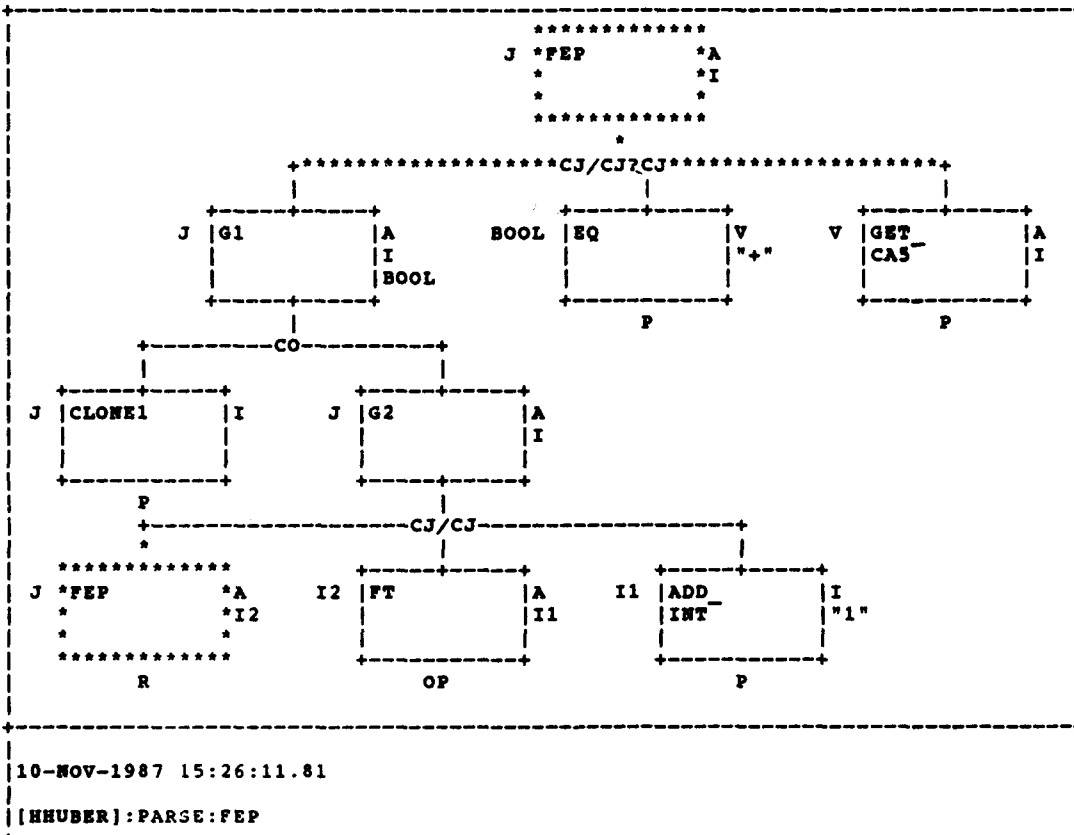 J FEP A
I
CJ/CJ?CJ
J G1 A BOOL EQ V V GET_ A
I "+" CA5 I
BOOL
P P
CO
J CLONE1 I J G2 A
I
P
CJ/CJ
J FEP A I2 FT A I1 ADD_ I
I2 I1 INT "1"
R OP P
10-NOV-1987 15:26:11.81
[HHUBER]:PARSE:FEP